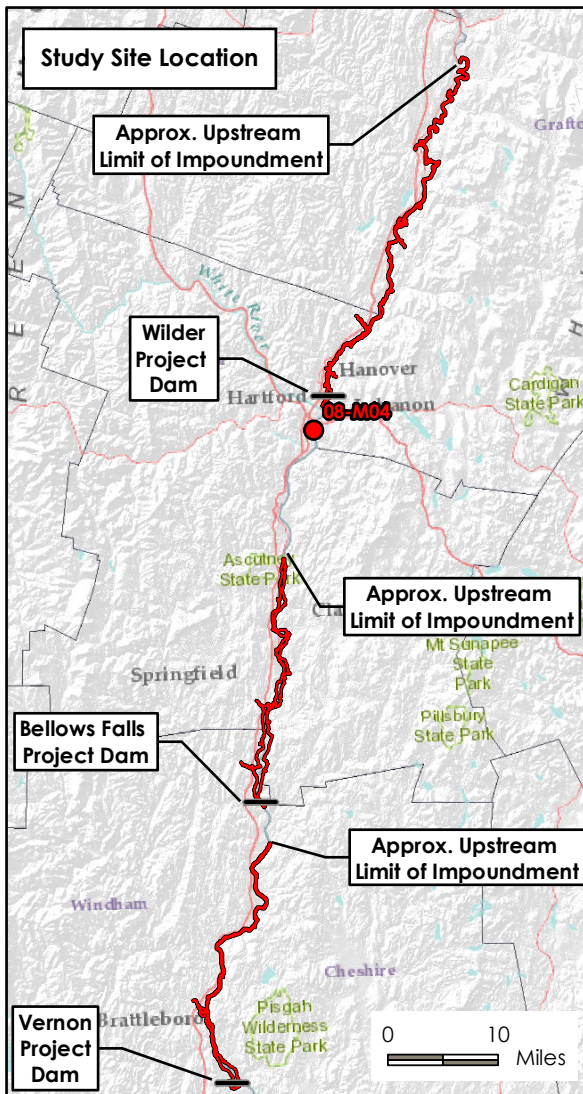 Study Site Location
Approx. Upstream
Limit of Impoundment
Grafto
White River
Wilder
Project
Dam
Hanover
Hartford
Lebanon
08-M04
Cardigan
State Park
Ascutney
State Park
Approx. Upstream
Limit of Impoundment
Cla
Mt Sunapee
State
Park
Springfield
Pillsbury
State Park
Bellows Falls
Project Dam
Approx. Upstream
Limit of Impoundment
Windham
Cheshire
Vernon
Project
Dam
Brattleboro
Pisgah
Wilderness
State Park
0 10
Miles